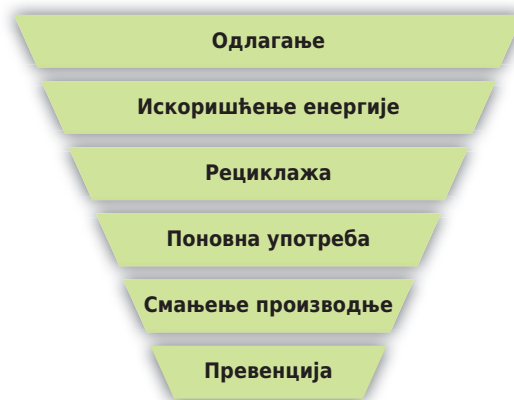 Одлагање
Искоришћење енергије
Рециклажа
Поновна употреба
Смањење производње
Превенција